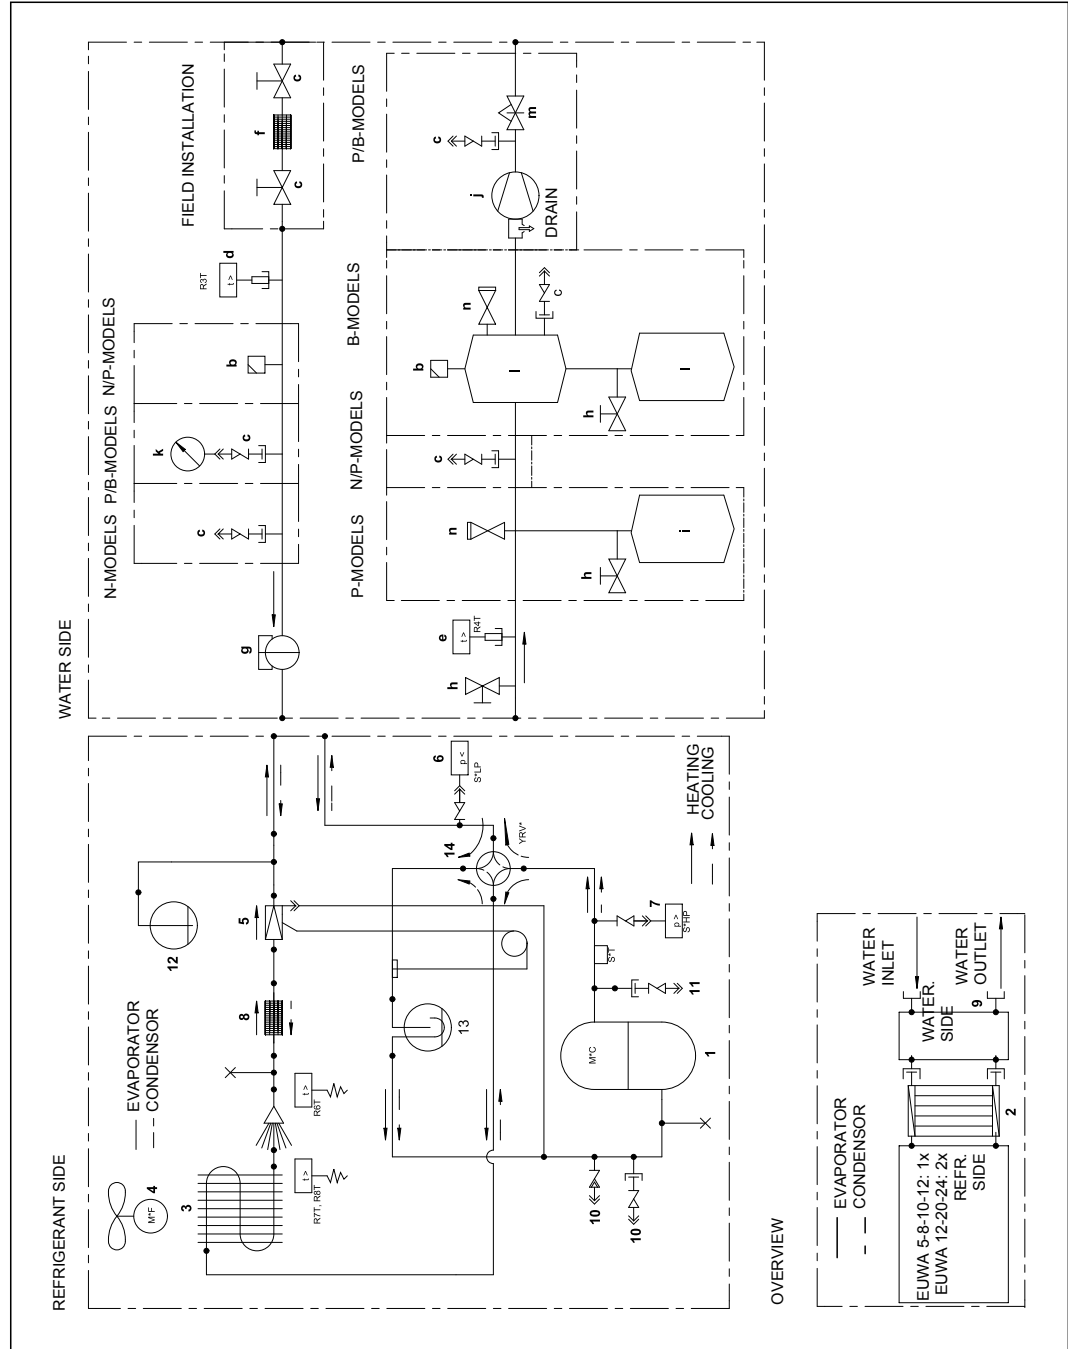 WATER SIDE
FIELD INSTALLATION
c
f
c
R3T
t >
d
N/P-MODELS
b
P/B-MODELS
k
c
N-MODELS
c
g
P/B-MODELS
m
c
j
DRAIN
B-MODELS
n
c
b
l
h
l
N/P-MODELS
c
P-MODELS
n
h
i
e
t >
R4T
h
REFRIGERANT SIDE
EVAPORATOR
CONDENSOR
M*F
4
3
12
5
8
t >
R6T
t >
R7T, R8T
6
p <
S*LP
14
YRV*
7
p >
S*HP
S*T
11
13
M*C
1
10
10
HEATING
COOLING
OVERVIEW
EVAPORATOR
CONDENSOR
EUWA 5-8-10-12: 1x
EUWA 12-20-24: 2x
REFR.
SIDE
2
WATER.
SIDE
9
WATER
INLET
WATER
OUTLET